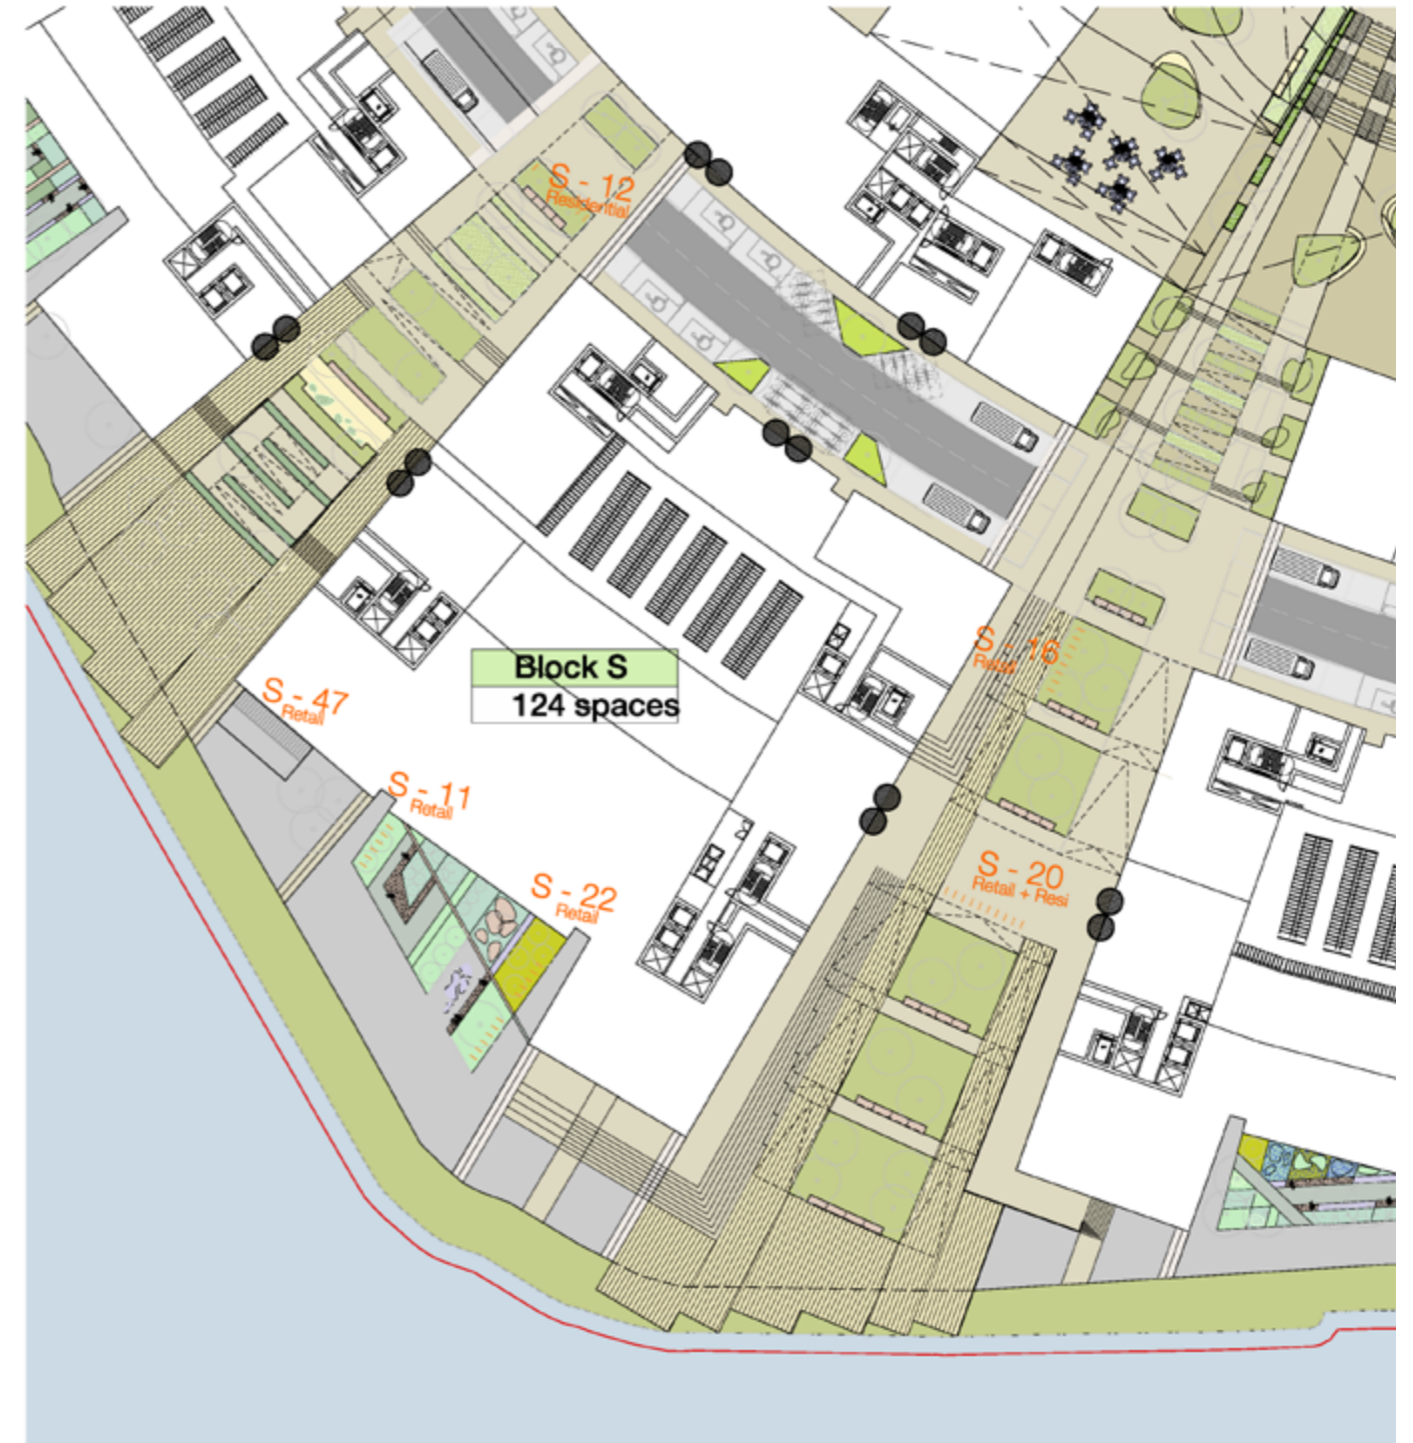 S - 12
Residential
S - 16
Retail
Block S
124 spaces
S - 47
Retail
S - 11
Retail
S - 22
Retail
S - 20
Retail + Resi